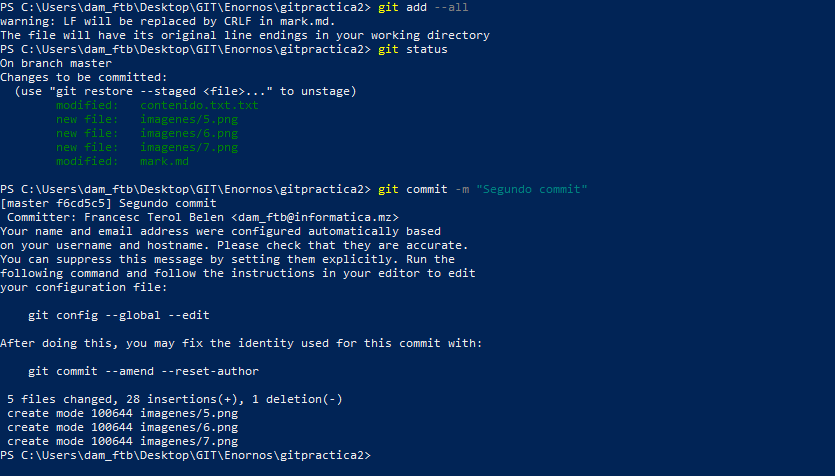 PS C:\Users\dam_ftb\Desktop\GIT\Enornos\gitpractica2> git add --all
warning: LF will be replaced by CRLF in mark.md.
The file will have its original line endings in your working directory
PS C:\Users\dam_ftb\Desktop\GIT\Enornos\gitpractica2> git status
On branch master
Changes to be committed:
  (use "git restore --staged <file>..." to unstage)
        modified:   contenido.txt.txt
        new file:   imagenes/5.png
        new file:   imagenes/6.png
        new file:   imagenes/7.png
        modified:   mark.md
PS C:\Users\dam_ftb\Desktop\GIT\Enornos\gitpractica2> git commit -m "Segundo commit"
[master f6cd5c5] Segundo commit
 Committer: Francesc Terol Belen <dam_ftb@informatica.mz>
Your name and email address were configured automatically based
on your username and hostname. Please check that they are accurate.
You can suppress this message by setting them explicitly. Run the
following command and follow the instructions in your editor to edit
your configuration file:
    git config --global --edit
After doing this, you may fix the identity used for this commit with:
    git commit --amend --reset-author
 5 files changed, 28 insertions(+), 1 deletion(-)
 create mode 100644 imagenes/5.png
 create mode 100644 imagenes/6.png
 create mode 100644 imagenes/7.png
PS C:\Users\dam_ftb\Desktop\GIT\Enornos\gitpractica2>